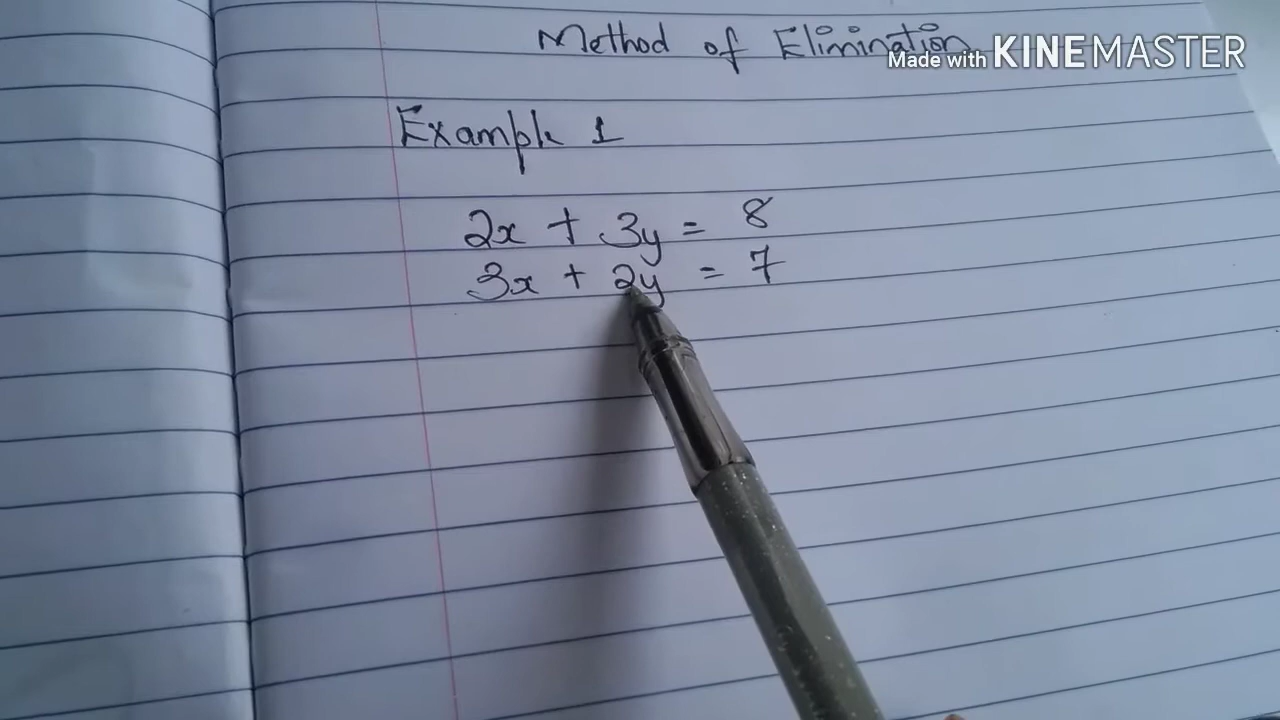 Method of Elimination
Made with KINEMASTER
Example 1
2x + 3y = 8
3x + 2y = 7